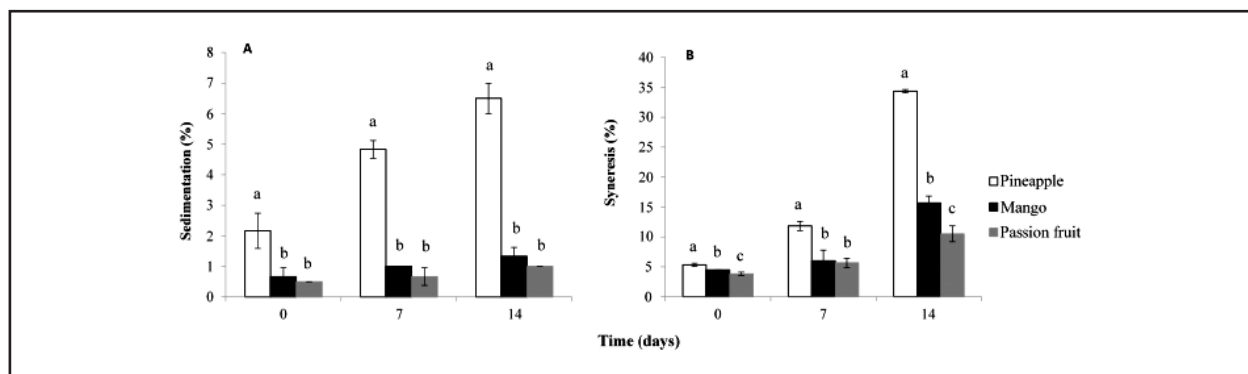 A
Sedimentation (%)
8
7
6
5
4
3
2
1
0
a
b
b
a
b
b
a
b
b
0 7 14
B
Syneresis (%)
40
35
30
25
20
15
10
5
0
a
b
c
a
b
b
a
b
c
0 7 14
Pineapple
Mango
Passion fruit
Time (days)